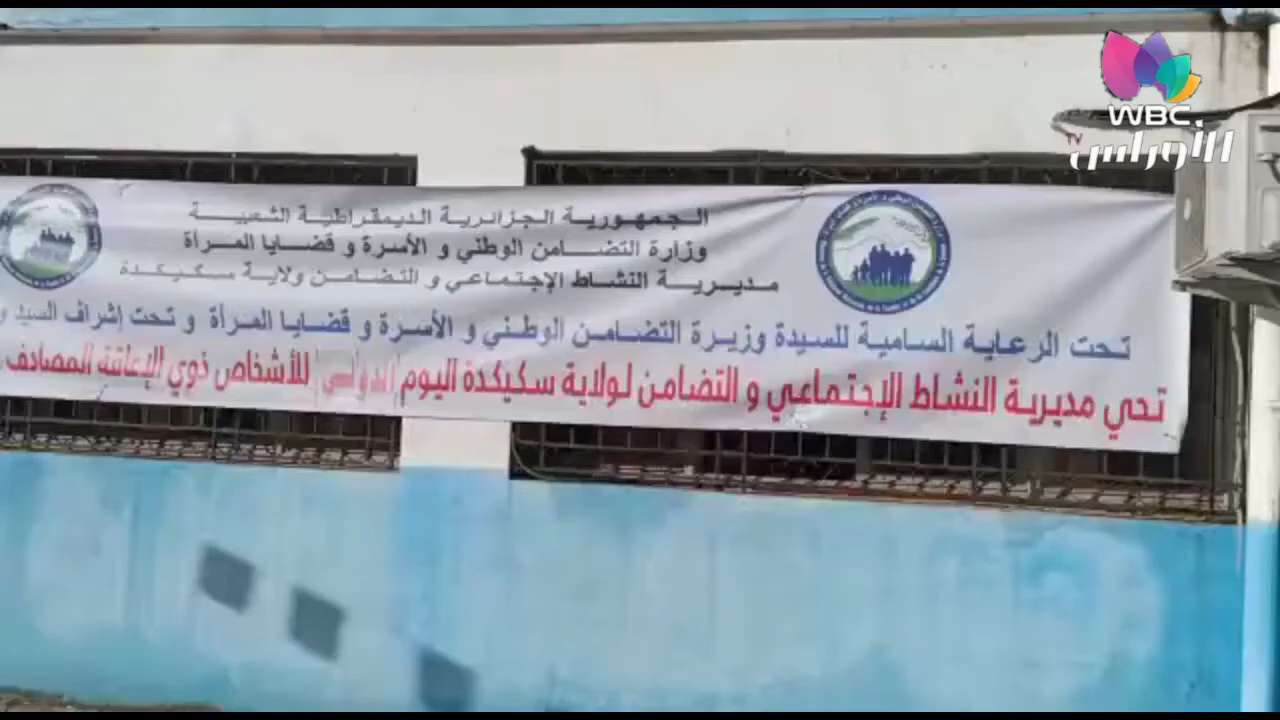 WBC
TV الأوراس
الجمهورية الجزائرية الديمقراطية الشعبية
وزارة التضامن الوطني و الأسرة و قضايا المرأة
مديرية النشاط الإجتماعي و التضامن ولاية سكيكدة
تحت الرعاية السامية للسيدة وزيرة التضامن الوطني و الأسرة و قضايا المرأة و تحت إشراف السيد و
تحي مديرية النشاط الإجتماعي و التضامن لولاية سكيكدة اليوم الدولي للأشخاص ذوي الإعاقة المصادف